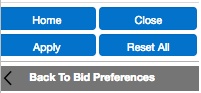 Home Close
Apply Reset All
Back To Bid Preferences